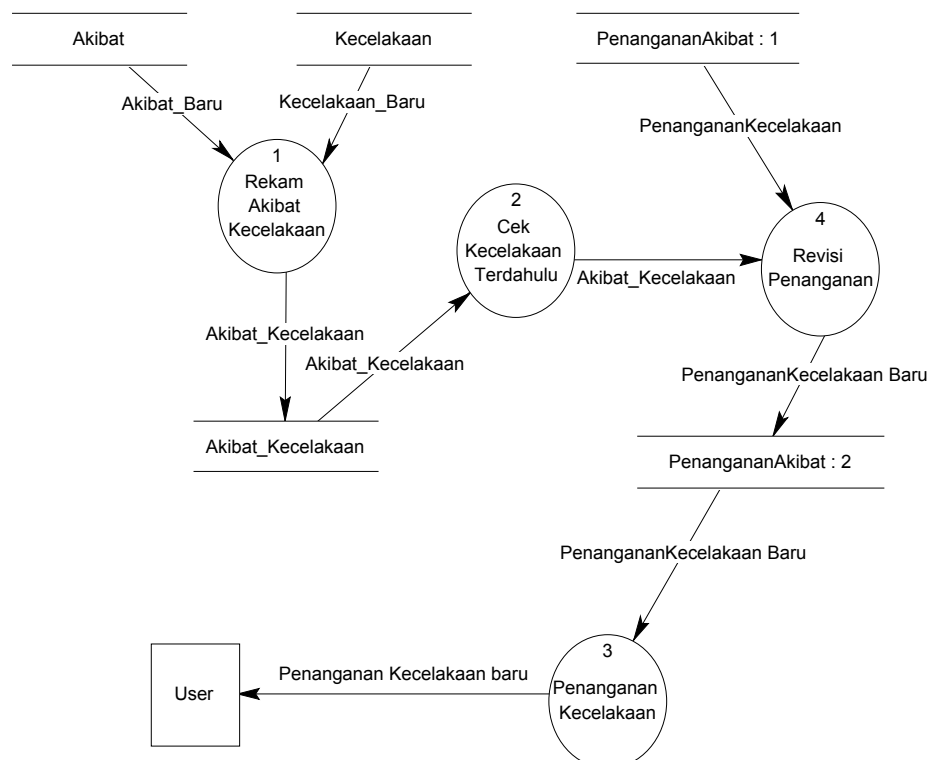 Akibat
Kecelakaan
PenangananAkibat : 1
Akibat_Baru
Kecelakaan_Baru
PenangananKecelakaan
1
Rekam
Akibat
Kecelakaan
2
Cek
Kecelakaan
Terdahulu
4
Revisi
Penanganan
Akibat_Kecelakaan
Akibat_Kecelakaan
Akibat_Kecelakaan
PenangananKecelakaan Baru
Akibat_Kecelakaan
PenangananAkibat : 2
PenangananKecelakaan Baru
3
Penanganan
Kecelakaan
Penanganan Kecelakaan baru
User